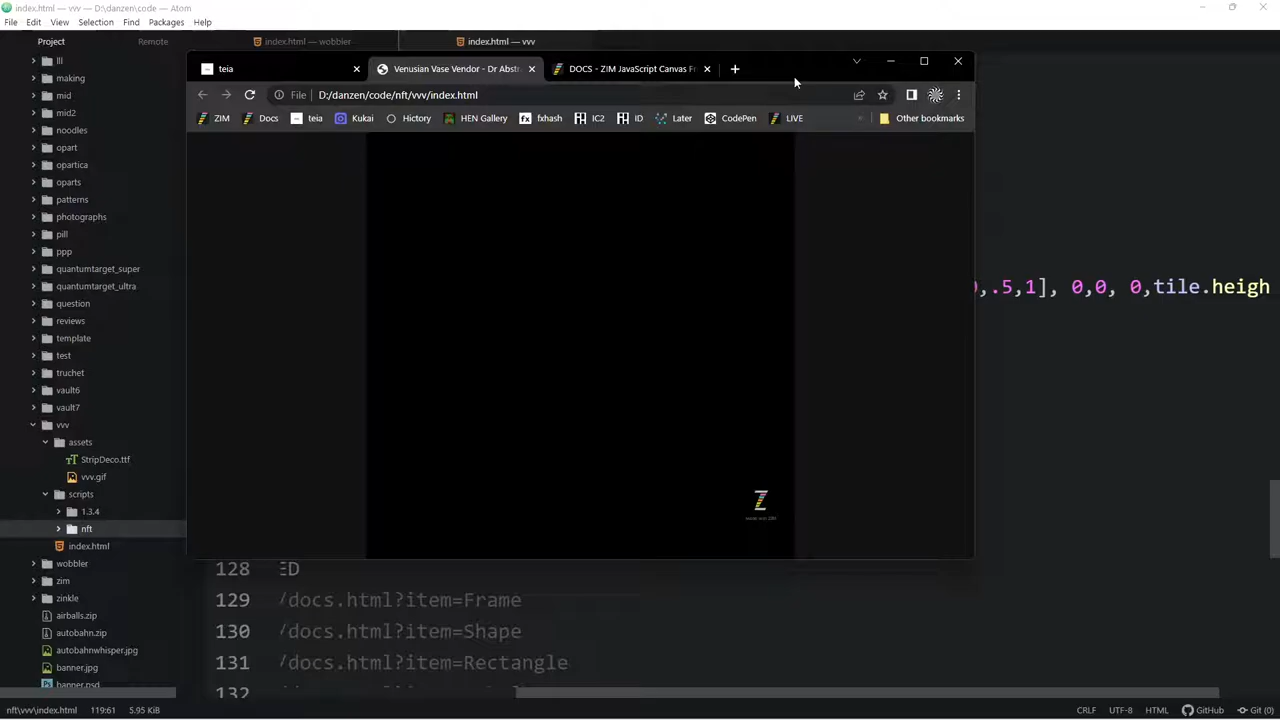 index.html — vvv — D:\danzen\code — Atom
File Edit View Selection Find Packages Help
Project Remote
index.html — wobbler
index.html — vvv
lll
making
mid
mid2
noodles
opart
opartica
oparts
patterns
photographs
pill
ppp
quantumtarget_super
quantumtarget_ultra
question
reviews
template
test
truchet
vault6
vault7
vvv
assets
StripDeco.ttf
vvv.gif
scripts
1.3.4
nft
index.html
wobbler
zim
zinkle
airballs.zip
autobahn.zip
autobahnwhisper.jpg
banner.jpg
banner.psd
teia
Venusian Vase Vendor - Dr Abstra
DOCS - ZIM JavaScript Canvas Fr
File D:/danzen/code/nft/vvv/index.html
ZIM Docs teia Kukai Hictory HEN Gallery fxhash IC2 ID Later CodePen LIVE Other bookmarks
Z
made with ZIM
,.5,1], 0,0, 0,tile.heigh
128 ED
129 /docs.html?item=Frame
130 /docs.html?item=Shape
131 /docs.html?item=Rectangle
132
nft\vvv\index.html 119:61 5.95 KiB CRLF UTF-8 HTML GitHub Git (0)